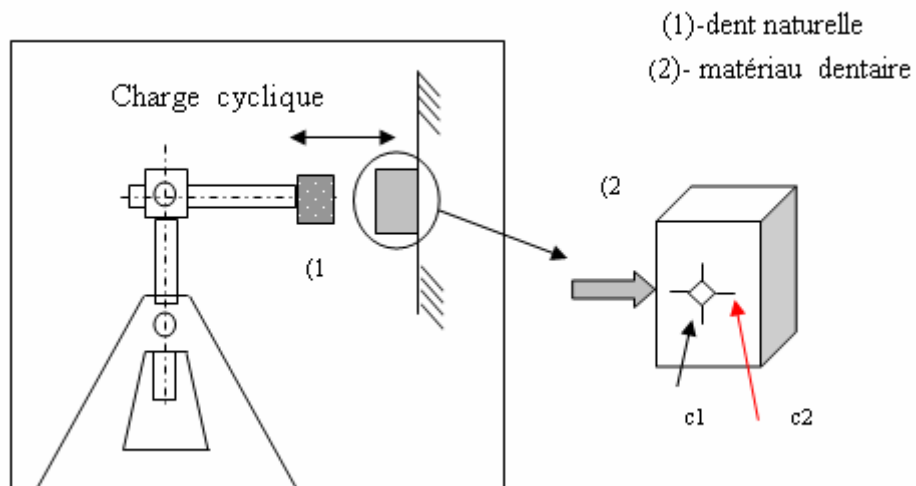 (1)-dent naturelle
(2)- matériau dentaire
Charge cyclique
(2
(1
c1
c2